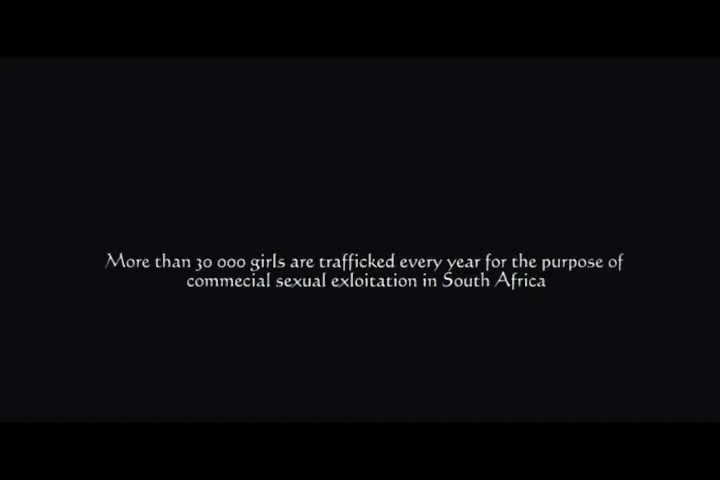 More than 30 000 girls are trafficked every year for the purpose of
commecial sexual exloitation in South Africa